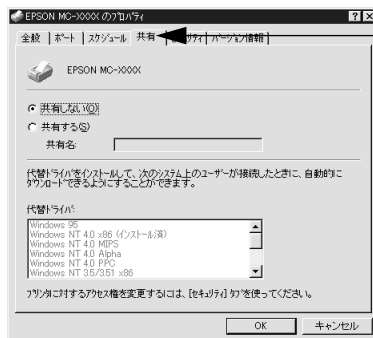 EPSON MC-XXXX のプロパティ
全般 ポート スケジュール 共有 バージョン情報
EPSON MC-XXXX
共有しない(O)
共有する(S)
共有名:
代替ドライバをインストールして、次のシステム上のユーザーが接続したときに、自動的に
ダウンロードできるようにすることができます。
代替ドライバ:
Windows 95
Windows NT 4.0 x86 (インストール済)
Windows NT 4.0 MIPS
Windows NT 4.0 Alpha
Windows NT 4.0 PPC
Windows NT 3.5/3.51 x86
プリンタに対するアクセス権を変更するには、[セキュリティ] タブを使ってください。
OK キャンセル